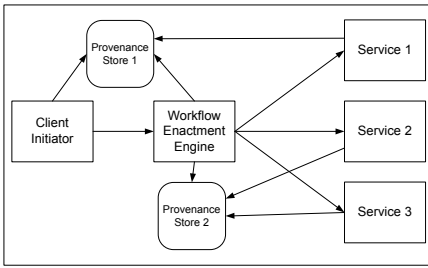 Provenance
Store 1
Service 1
Client
Initiator
Workflow
Enactment
Engine
Service 2
Provenance
Store 2
Service 3